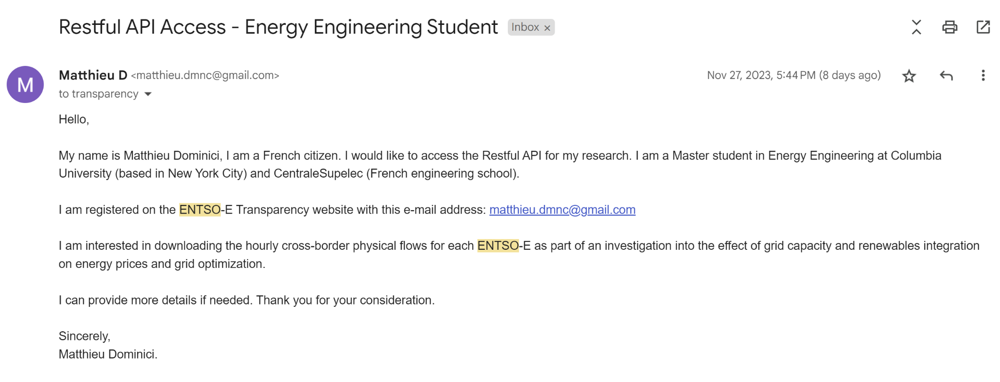 Restful API Access - Energy Engineering Student Inbox ×
M
Matthieu D <matthieu.dmnc@gmail.com> Nov 27, 2023, 5:44 PM (8 days ago)
to transparency
Hello,
My name is Matthieu Dominici, I am a French citizen. I would like to access the Restful API for my research. I am a Master student in Energy Engineering at Columbia
University (based in New York City) and CentraleSupelec (French engineering school).
I am registered on the ENTSO-E Transparency website with this e-mail address: matthieu.dmnc@gmail.com
I am interested in downloading the hourly cross-border physical flows for each ENTSO-E as part of an investigation into the effect of grid capacity and renewables integration
on energy prices and grid optimization.
I can provide more details if needed. Thank you for your consideration.
Sincerely,
Matthieu Dominici.